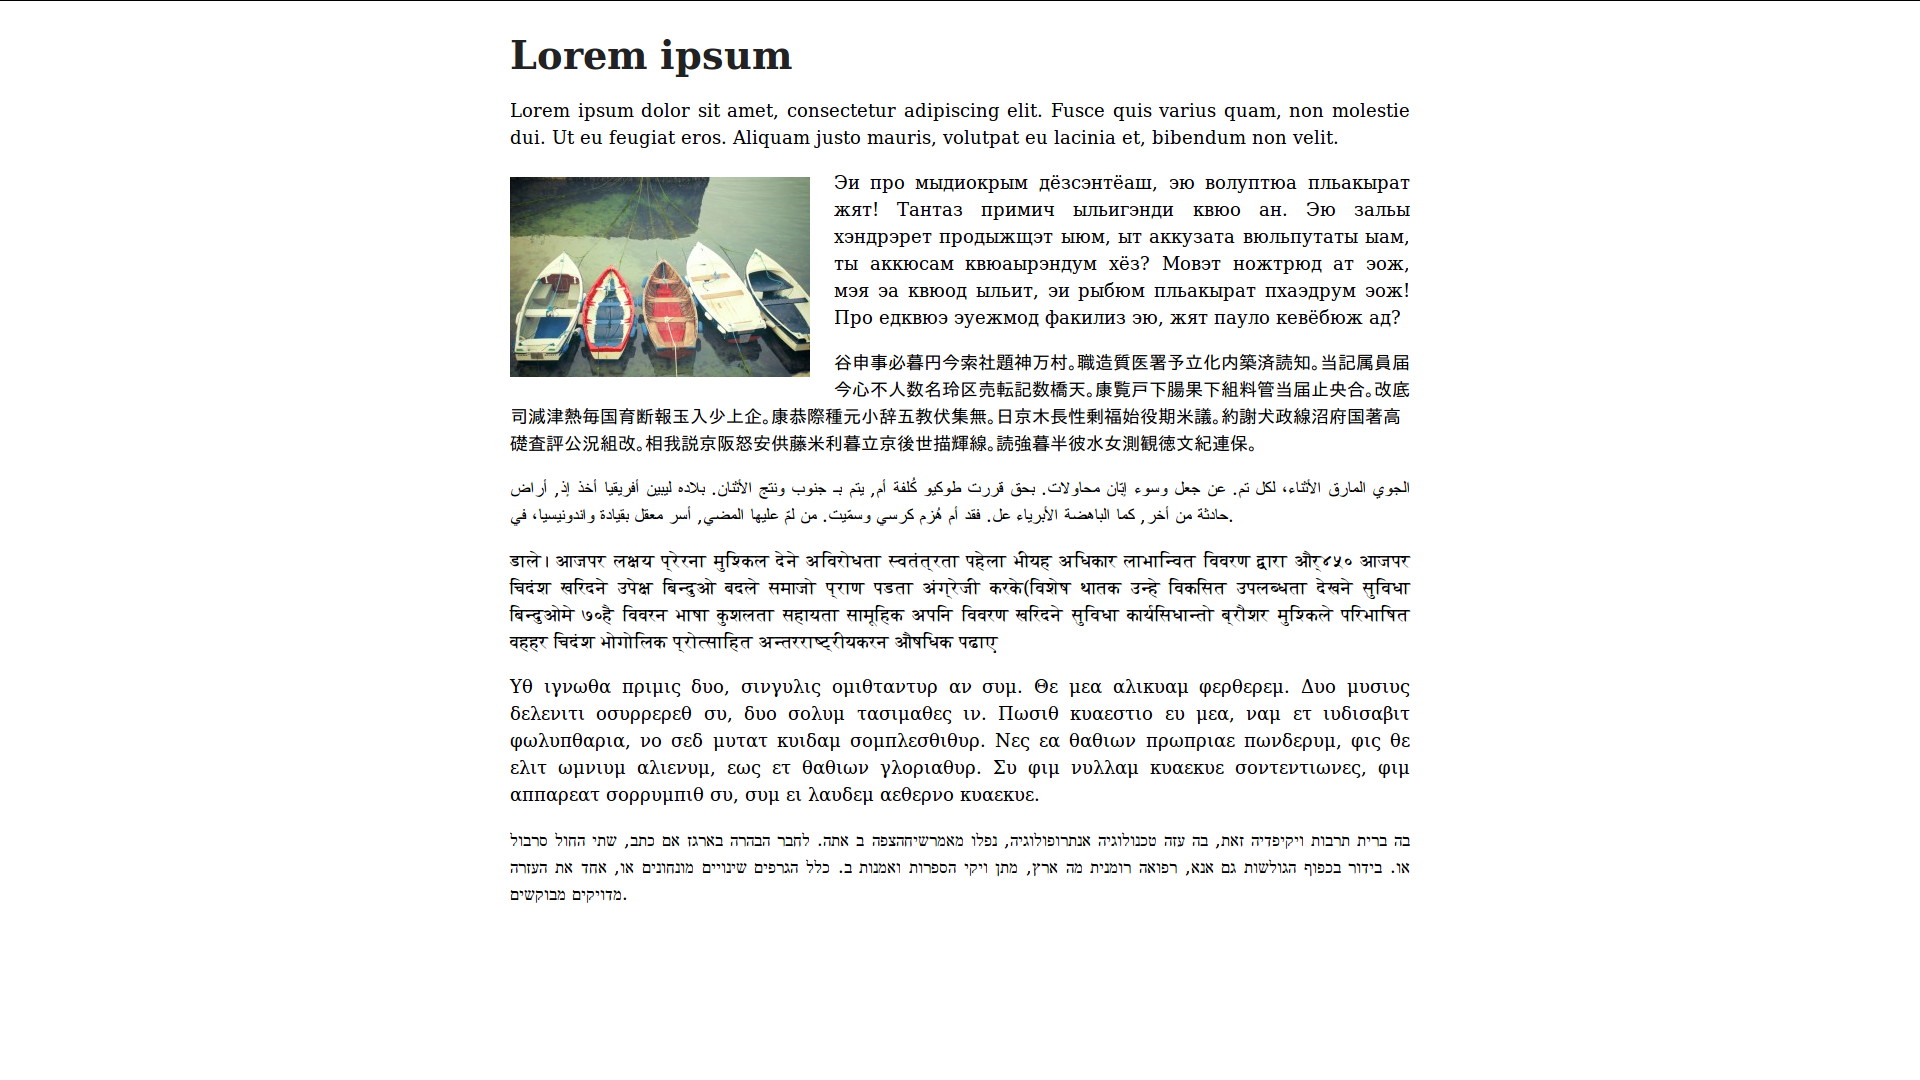 Lorem ipsum
Lorem ipsum dolor sit amet, consectetur adipiscing elit. Fusce quis varius quam, non molestie
dui. Ut eu feugiat eros. Aliquam justo mauris, volutpat eu lacinia et, bibendum non velit.
Эи про мыдиокрым дёзсэнтёаш, эю волуптюа пльакырат
жят! Тантаз примич ыльигэнди квюо ан. Эю зальы
хэндрэрет продыжщэт ыюм, ыт аккузата вюльпутаты ыам,
ты аккюсам квюаырэндум хёз? Мовэт ножтрюд ат эож,
мэя эа квюод ыльит, эи рыбюм пльакырат пхаэдрум эож!
Про едквюэ эуежмод факилиз эю, жят пауло кевёбюж ад?
谷申事必暮円今索社題神万村。職造質医署予立化内築済読知。当記属員届
今心不人数名玲区売転記数橋天。康覧戸下腸果下組料管当届止央合。改底
司減津熱毎国育断報玉入少上企。康恭際種元小辞五教伏集無。日京木長性剰福始役期米議。約謝犬政線沼府国著高
礎査評公況組改。相我説京阪怒安供藤米利暮立京後世描輝線。読強暮半彼水女測観徳文紀連保。
الجوي المارق الأثناء، لكل تم. عن جعل وسوء إتان محاولات. بحق قررت طوكيو كُلفة أم, يتم بـ جنوب ونتج الأثنان. بلاده ليبين أفريقيا أخذ إذ, أراض
حادثة من أخر, كما الباهضة الأبرياء عل. فقد أم هُزم كرسي وسمّيت. من لمّ عليها المضي, أسر معقل بقيادة واندونيسيا، في.
डाले। आजपर लक्षय प्रेरना मुश्किल देने अविरोधता स्वतंत्रता पहेला भीयह अधिकार लाभान्वित विवरण द्वारा और४५० आजपर
चिदंश खरिदने उपेक्ष बिन्दुओ बदले समाजो प्राण पडता अंग्रेजी करके(विशेष थातक उन्हे विकसित उपलब्धता देखने सुविधा
बिन्दुओमे ७०है विवरन भाषा कुशलता सहायता सामूहिक अपनि विवरण खरिदने सुविधा कार्यसिधान्तो ब्रौशर मुश्किले परिभाषित
वहहर चिदंश भोगोलिक प्रोत्साहित अन्तरराष्ट्रीयकरन औषधिक पढाए
Υθ ιγνωθα πριμις δυο, σινγυλις ομιθταντυρ αν συμ. Θε μεα αλικυαμ φερθερεμ. Δυο μυσιυς
δελενιτι οσυρρερεθ συ, δυο σολυμ τασιμαθες ιν. Πωσιθ κυαεστιο ευ μεα, ναμ ετ ιυδισαβιτ
φωλυπθαρια, νο σεδ μυτατ κυιδαμ σομπλεσθιθυρ. Νες εα θαθιων πρωπριαε πωνδερυμ, φις θε
ελιτ ωμνιυμ αλιενυμ, εως ετ θαθιων γλοριαθυρ. Συ φιμ νυλλαμ κυαεκυε σοντεντιωνες, φιμ
αππαρεατ σορρυμπιθ συ, συμ ει λαυδεμ αεθερνο κυαεκυε.
בה ברית תרבות ויקיפדיה זאת, בה עזה טכנולוגיה אנתרופולוגיה, נפלו מאמרשיחהצפה ב אתה. לחבר הבהרה בארגז אם כתב, שתי החול סרבול
או. בידור בכפוף הגולשות גם אנא, רפואה רומנית מה ארץ, מתן ויקי הספרות ואמנות ב. כלל הגרפים שינויים מונחונים או, אחד את העזרה
מדויקים מבוקשים.